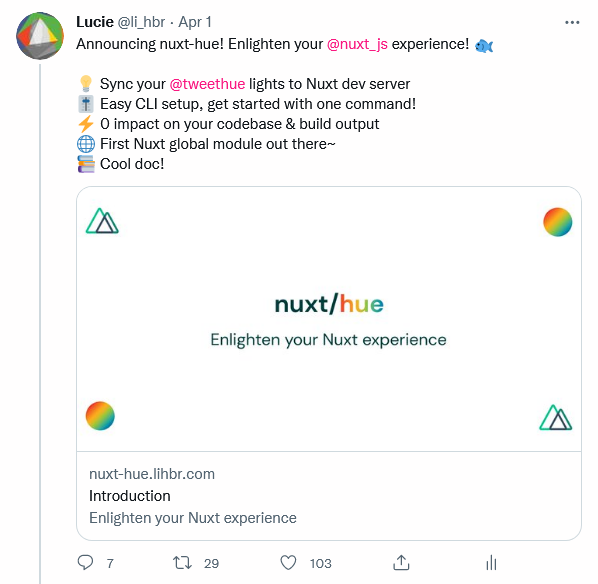 Lucie @li_hbr · Apr 1
Announcing nuxt-hue! Enlighten your @nuxt_js experience! 🐟
💡 Sync your @tweethue lights to Nuxt dev server
🎚️ Easy CLI setup, get started with one command!
⚡ 0 impact on your codebase & build output
🌐 First Nuxt global module out there~
📚 Cool doc!
nuxt/hue
Enlighten your Nuxt experience
nuxt-hue.lihbr.com
Introduction
Enlighten your Nuxt experience
7 29 103